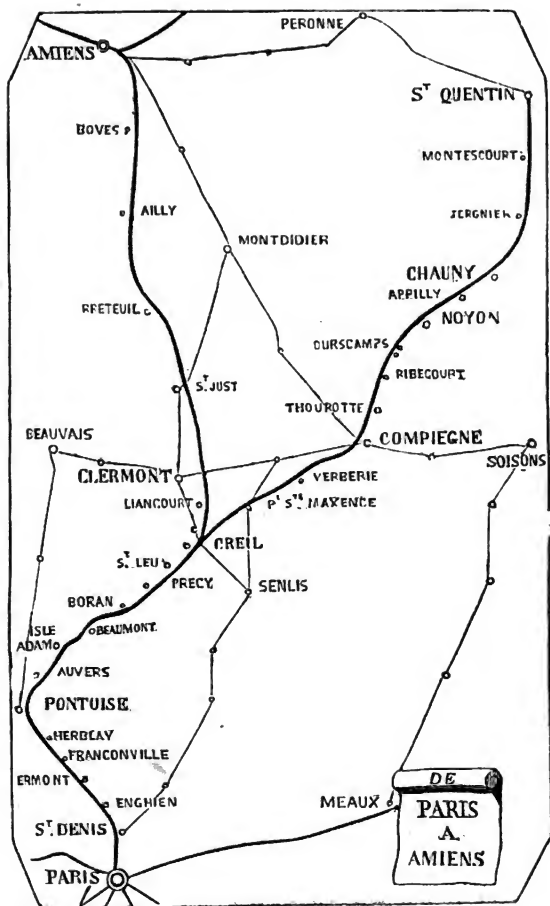 PERONNE
AMIENS
ST QUENTIN
BOVES
MONTESCOURT
AILLY
JERGNIER
MONTDIDIER
CHAUNY
APPILLY
BRETEUIL
NOYON
OURSCAMPS
RIBECOURT
ST JUST
THOUROTTE
BEAUVAIS
COMPIEGNE
SOISONS
CLERMONT
VERBERIE
LIANCOURT
PT STE MAXENCE
CREIL
ST LEU
PRECY
SENLIS
BORAN
BEAUMONT.
ISLE
ADAM
AUVERS
PONTOISE
HERBLAY
FRANCONVILLE
ERMONT
ENGHIEN
MEAUX
ST DENIS
PARIS
DE
PARIS
A
AMIENS